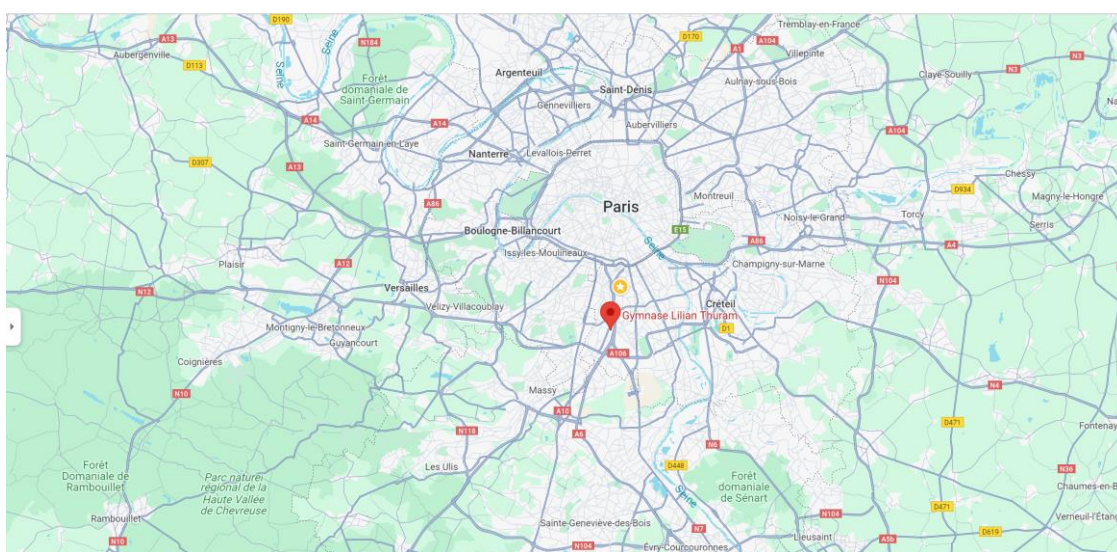 D190
Tremblay-en-France
A13
Aubergenville
N184
Seine
Seine
D170
A1
A104
Villepinte
D113
Forêt
domaniale de
Saint-Germain
Argenteuil
Saint-Denis
Aulnay-sous-Bois
Claye-Souilly
N3
N3
Gennevilliers
A14
A14
Aubervilliers
A104
Saint-Germain-en-Laye
Nanterre
Levallois-Perret
D307
A13
Chessy
A86
Montreuil
D934
Magny-le-Hongre
Paris
Noisy-le-Grand
Torcy
Serris
Boulogne-Billancourt
E15
Seine
A86
A4
Issy-les-Moulineaux
Plaisir
A12
Champigny-sur-Marne
N104
N12
Versailles
Vélizy-Villacoublay
Créteil
Gymnase Lilian Thuram
Montigny-le-Bretonneux
D1
Guyancourt
A106
Coignières
N10
Massy
N4
A10
D471
Fontenay
N118
A6
N6
Les Ulis
D448
Forêt
Domaniale de
Rambouillet
Parc naturel
régional de la
Haute Vallée
de Chevreuse
Seine
Forêt
domaniale
de Sénart
N36
Chaumes-en-B
D471
Rambouillet
Sainte-Geneviève-des-Bois
N7
N104
Verneuil-l'Étang
D619
N10
N104
Évry-Courcouronnes
Lieusaint
A5b